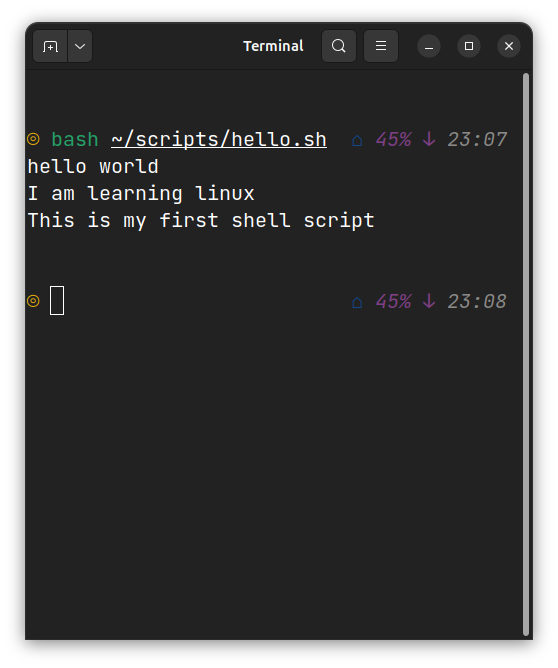 Terminal
bash ~/scripts/hello.sh 45% ↓ 23:07
hello world
I am learning linux
This is my first shell script
45% ↓ 23:08